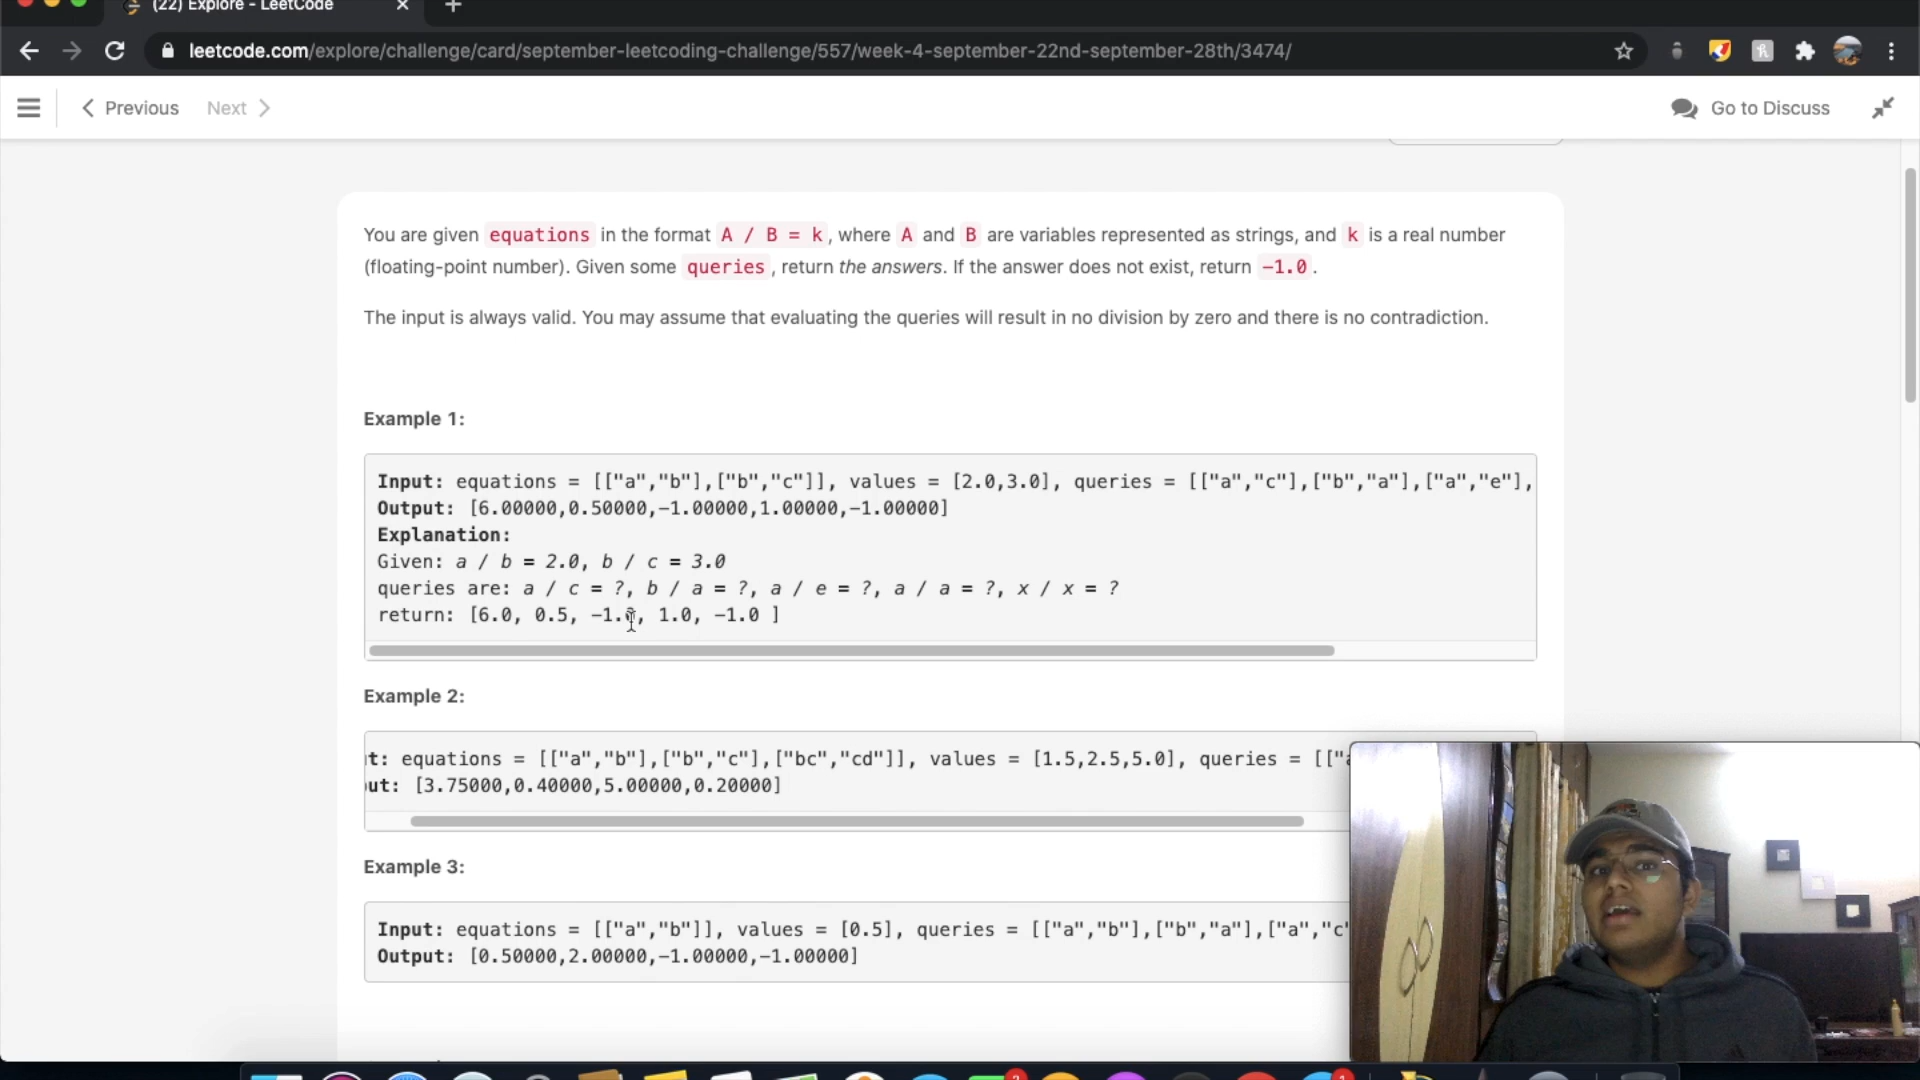 (22) Explore - LeetCode
leetcode.com/explore/challenge/card/september-leetcoding-challenge/557/week-4-september-22nd-september-28th/3474/
Previous Next Go to Discuss
You are given equations in the format A / B = k, where A and B are variables represented as strings, and k is a real number
(floating-point number). Given some queries, return the answers. If the answer does not exist, return -1.0.
The input is always valid. You may assume that evaluating the queries will result in no division by zero and there is no contradiction.
Example 1:
Input: equations = [["a","b"],["b","c"]], values = [2.0,3.0], queries = [["a","c"],["b","a"],["a","e"],
Output: [6.00000,0.50000,-1.00000,1.00000,-1.00000]
Explanation:
Given: a / b = 2.0, b / c = 3.0
queries are: a / c = ?, b / a = ?, a / e = ?, a / a = ?, x / x = ?
return: [6.0, 0.5, -1.0, 1.0, -1.0 ]
Example 2:
t: equations = [["a","b"],["b","c"],["bc","cd"]], values = [1.5,2.5,5.0], queries = [["a
ut: [3.75000,0.40000,5.00000,0.20000]
Example 3:
Input: equations = [["a","b"]], values = [0.5], queries = [["a","b"],["b","a"],["a","c"
Output: [0.50000,2.00000,-1.00000,-1.00000]